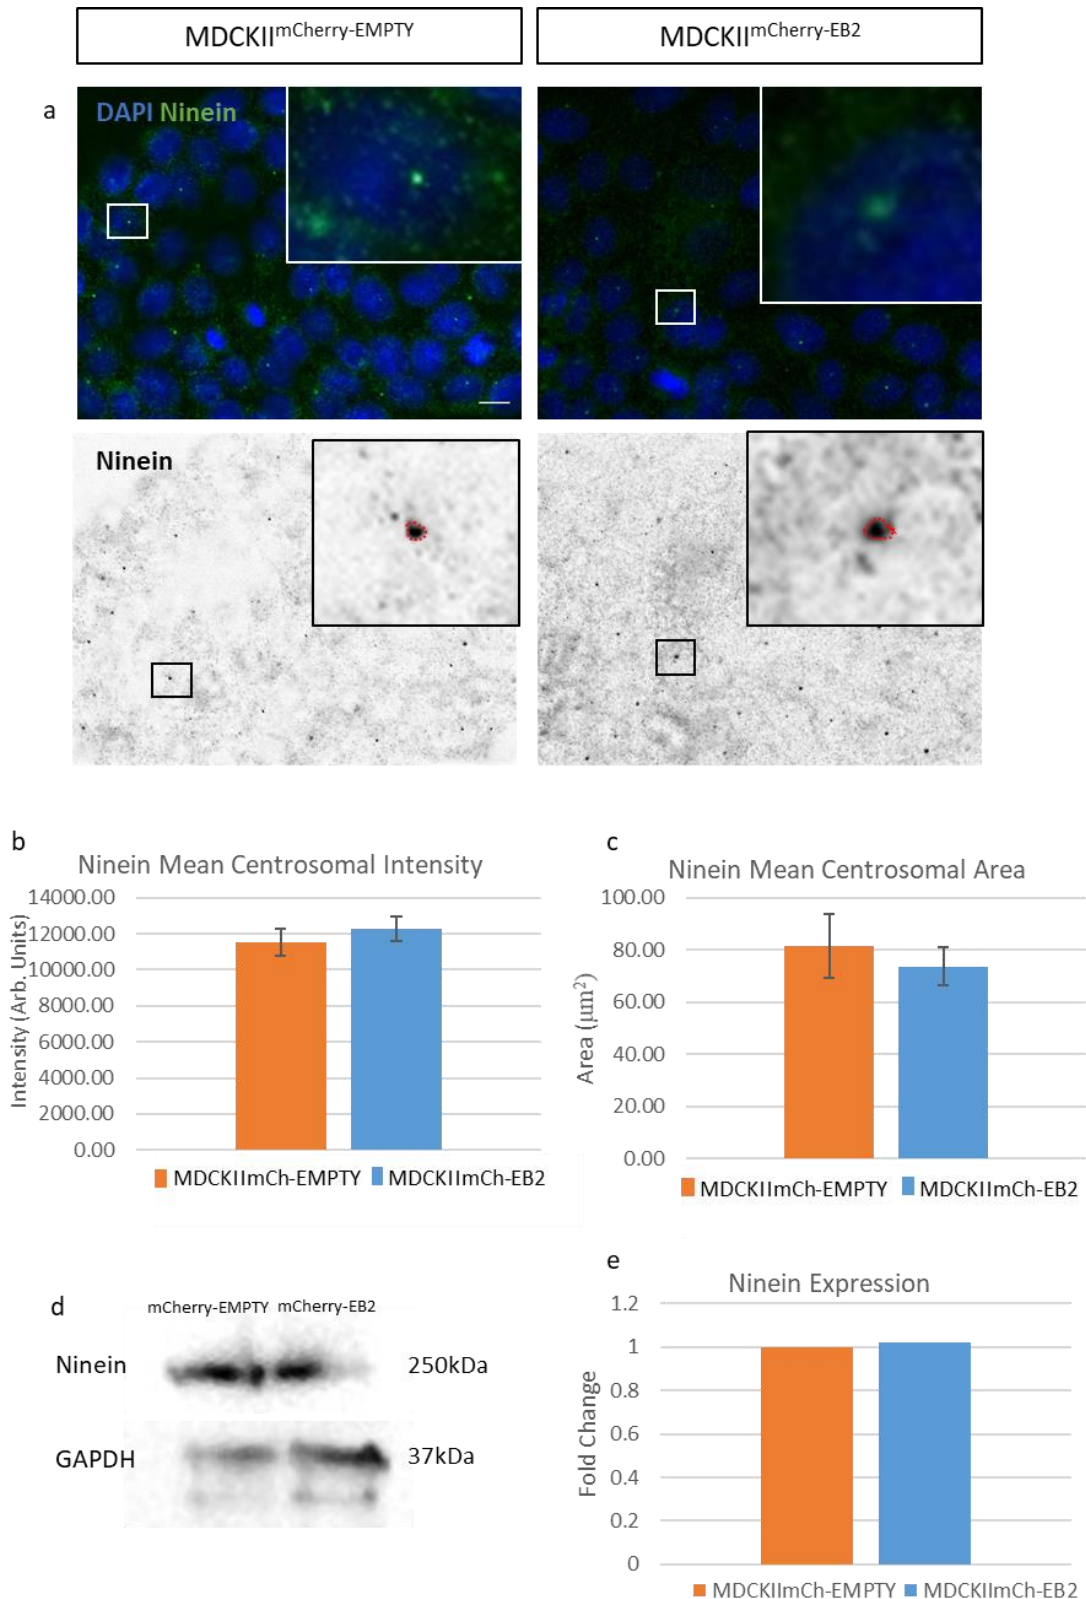 MDCKIImCherry-EMPTY
MDCKIImCherry-EB2
a
DAPI Ninein
Ninein
b
Ninein Mean Centrosomal Intensity
Intensity (Arb. Units)
14000.00
12000.00
10000.00
8000.00
6000.00
4000.00
2000.00
0.00
MDCKIImCh-EMPTY MDCKIImCh-EB2
c
Ninein Mean Centrosomal Area
Area (µm²)
100.00
80.00
60.00
40.00
20.00
0.00
MDCKIImCh-EMPTY MDCKIImCh-EB2
d
mCherry-EMPTY mCherry-EB2
Ninein 250kDa
GAPDH 37kDa
e
Ninein Expression
Fold Change
1.2
1
0.8
0.6
0.4
0.2
0
MDCKIImCh-EMPTY MDCKIImCh-EB2